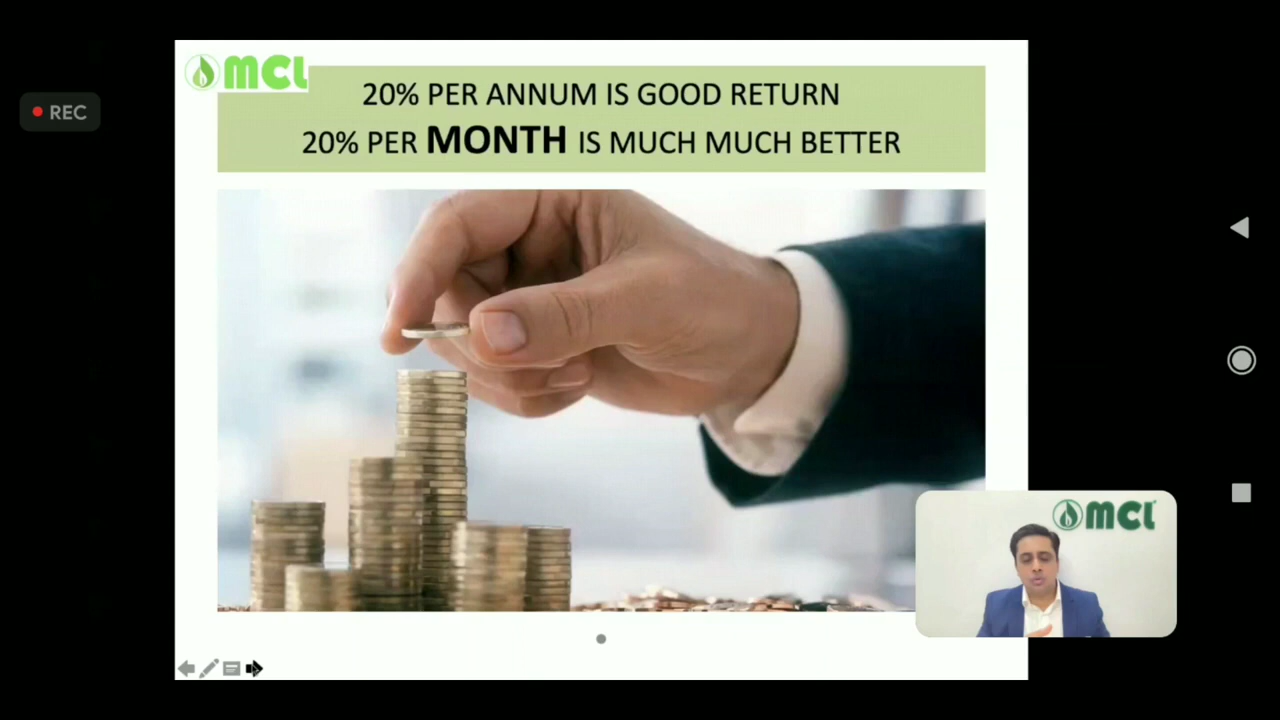 MCL
REC
20% PER ANNUM IS GOOD RETURN
20% PER MONTH IS MUCH MUCH BETTER
MCL